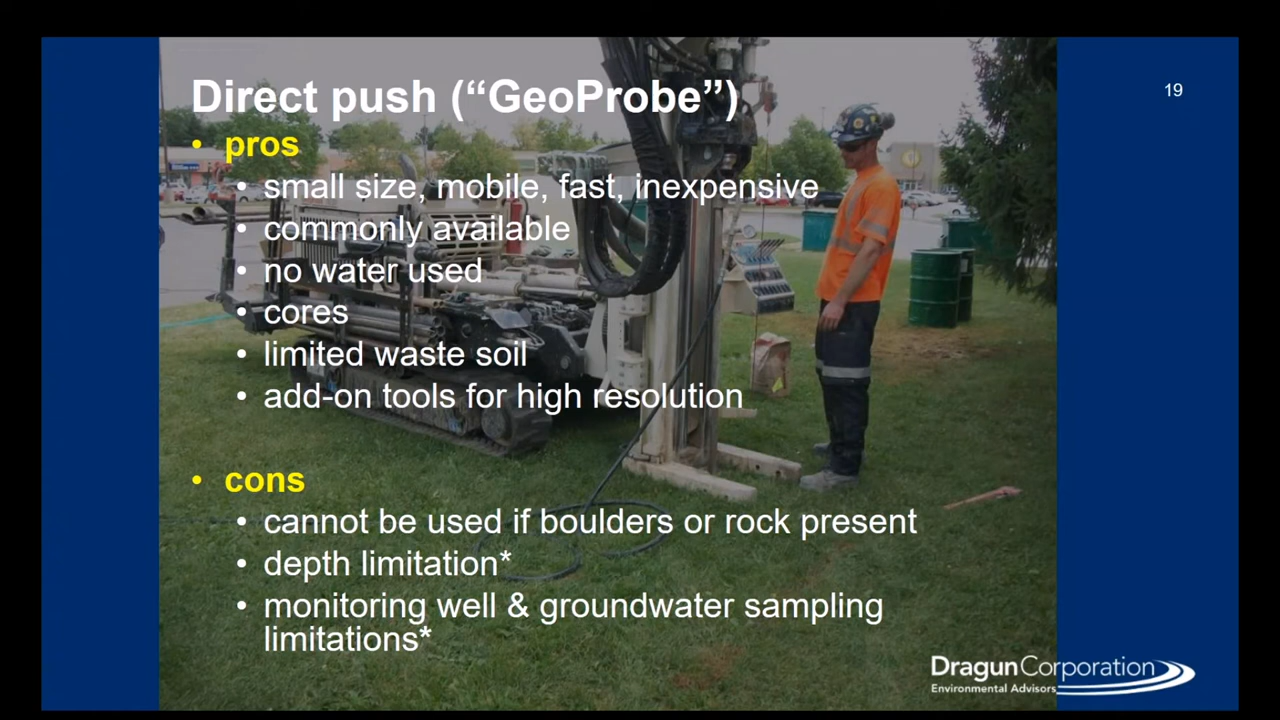 19
Direct push (“GeoProbe”)
• pros
• small size, mobile, fast, inexpensive
• commonly available
• no water used
• cores
• limited waste soil
• add-on tools for high resolution
• cons
• cannot be used if boulders or rock present
• depth limitation*
• monitoring well & groundwater sampling
limitations*
DragunCorporation
Environmental Advisors